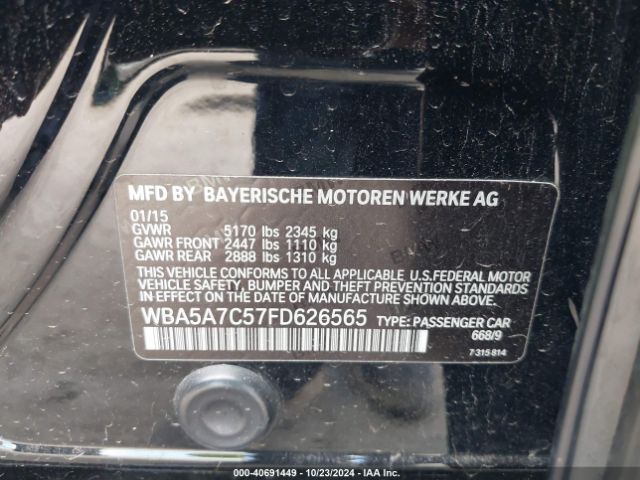 MFD BY BAYERISCHE MOTOREN WERKE AG
01/15
GVWR 5170 lbs 2345 kg
GAWR FRONT 2447 lbs 1110 kg
GAWR REAR 2888 lbs 1310 kg
THIS VEHICLE CONFORMS TO ALL APPLICABLE U.S.FEDERAL MOTOR
VEHICLE SAFETY, BUMPER AND THEFT PREVENTION STANDARDS
IN EFFECT ON THE DATE OF MANUFACTURE SHOWN ABOVE.
WBA5A7C57FD626565 TYPE: PASSENGER CAR
668/9
7 315 814
000-40691449 - 10/23/2024 - IAA Inc.